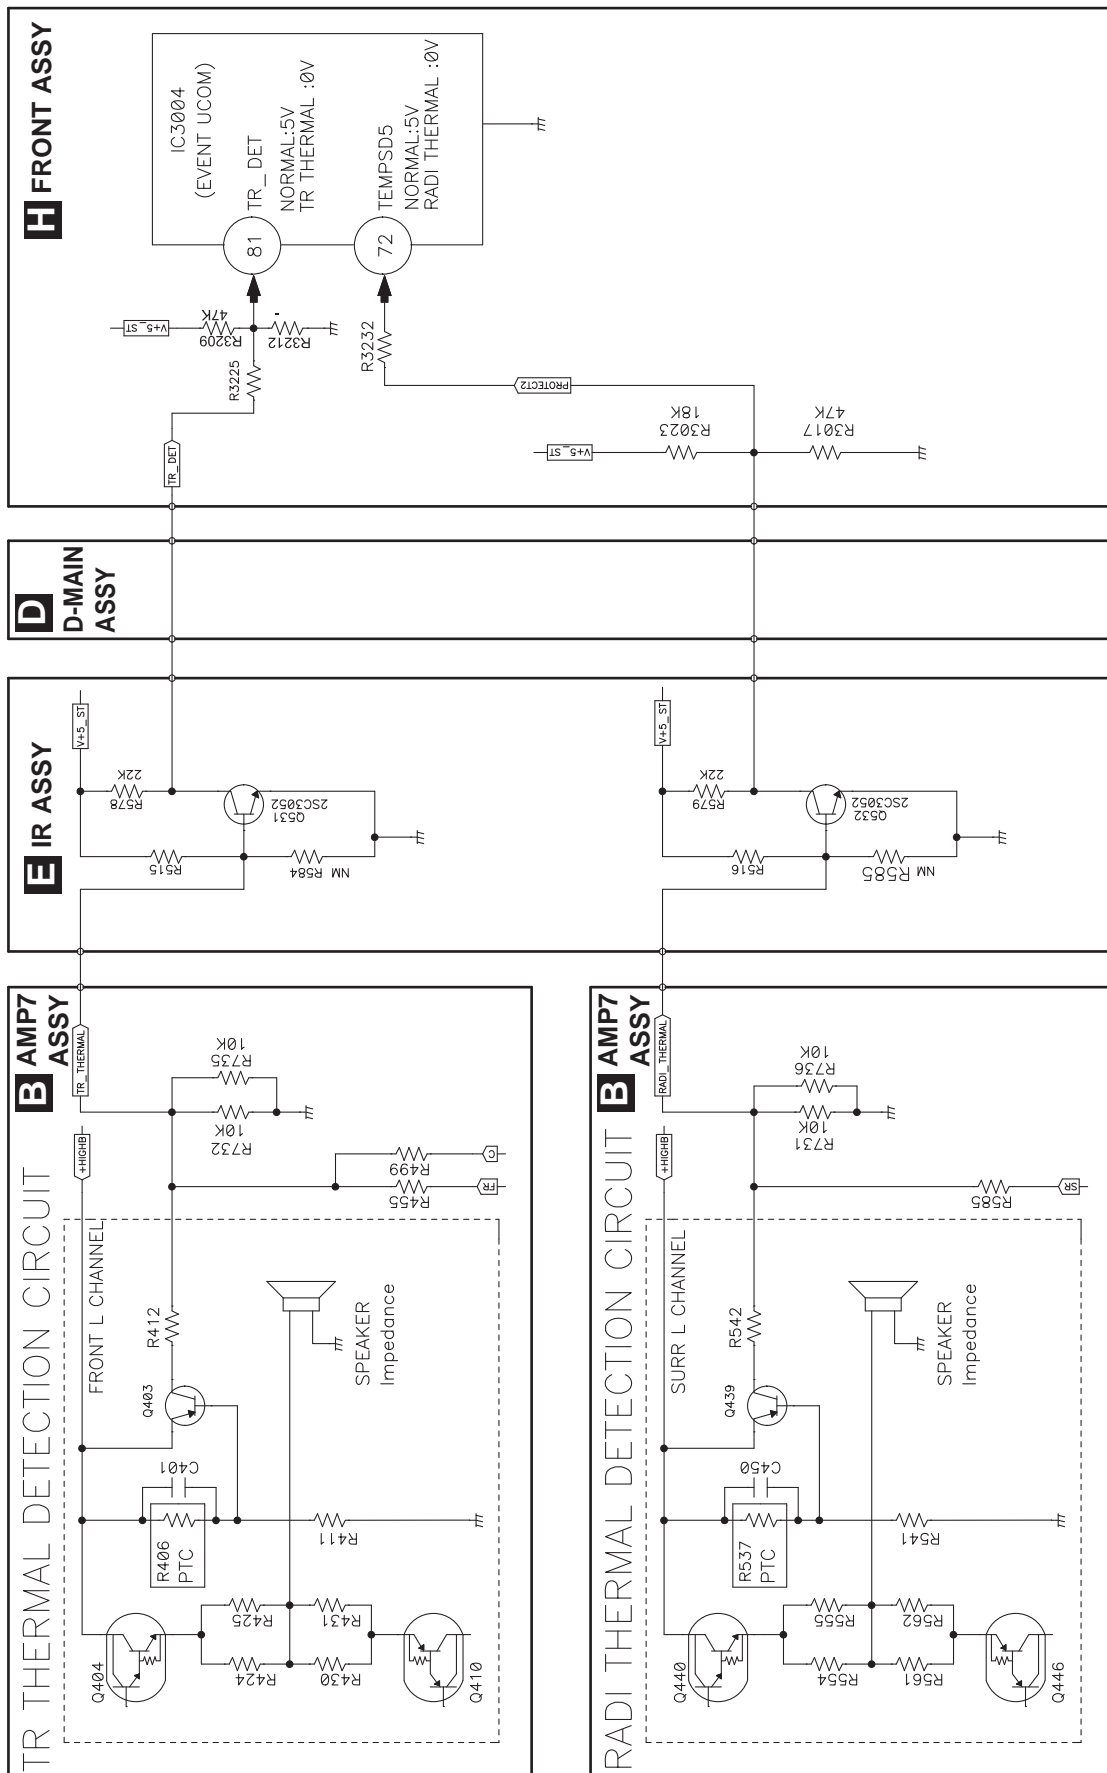 TR THERMAL DETECTION CIRCUIT
B AMP7
ASSY
FRONT L CHANNEL
+HIGHB
TR_THERMAL
Q404
R406
PTC
C401
Q403
R412
R411
R424
R425
R430
R431
Q410
SPEAKER
Impedance
R455
R499
FR
C
R732
10K
R735
10K
RADI THERMAL DETECTION CIRCUIT
B AMP7
ASSY
SURR L CHANNEL
+HIGHB
RADI_THERMAL
Q440
R537
PTC
C450
Q439
R542
R541
R554
R555
R561
R562
Q446
SPEAKER
Impedance
R585
SR
R731
10K
R736
10K
E IR ASSY
V+5_ST
R515
R578
22K
Q531
2SC3052
R584
NM
V+5_ST
R516
R579
22K
Q532
2SC3052
R585
NM
D
D-MAIN
ASSY
H FRONT ASSY
TR_DET
R3225
V+5_ST
R3209
47K
R3212
-
V+5_ST
R3023
18K
R3017
47K
PROTECT2
R3232
IC3004
(EVENT UCOM)
81
TR_DET
NORMAL:5V
TR THERMAL :0V
72
TEMPSD5
NORMAL:5V
RADI THERMAL :0V